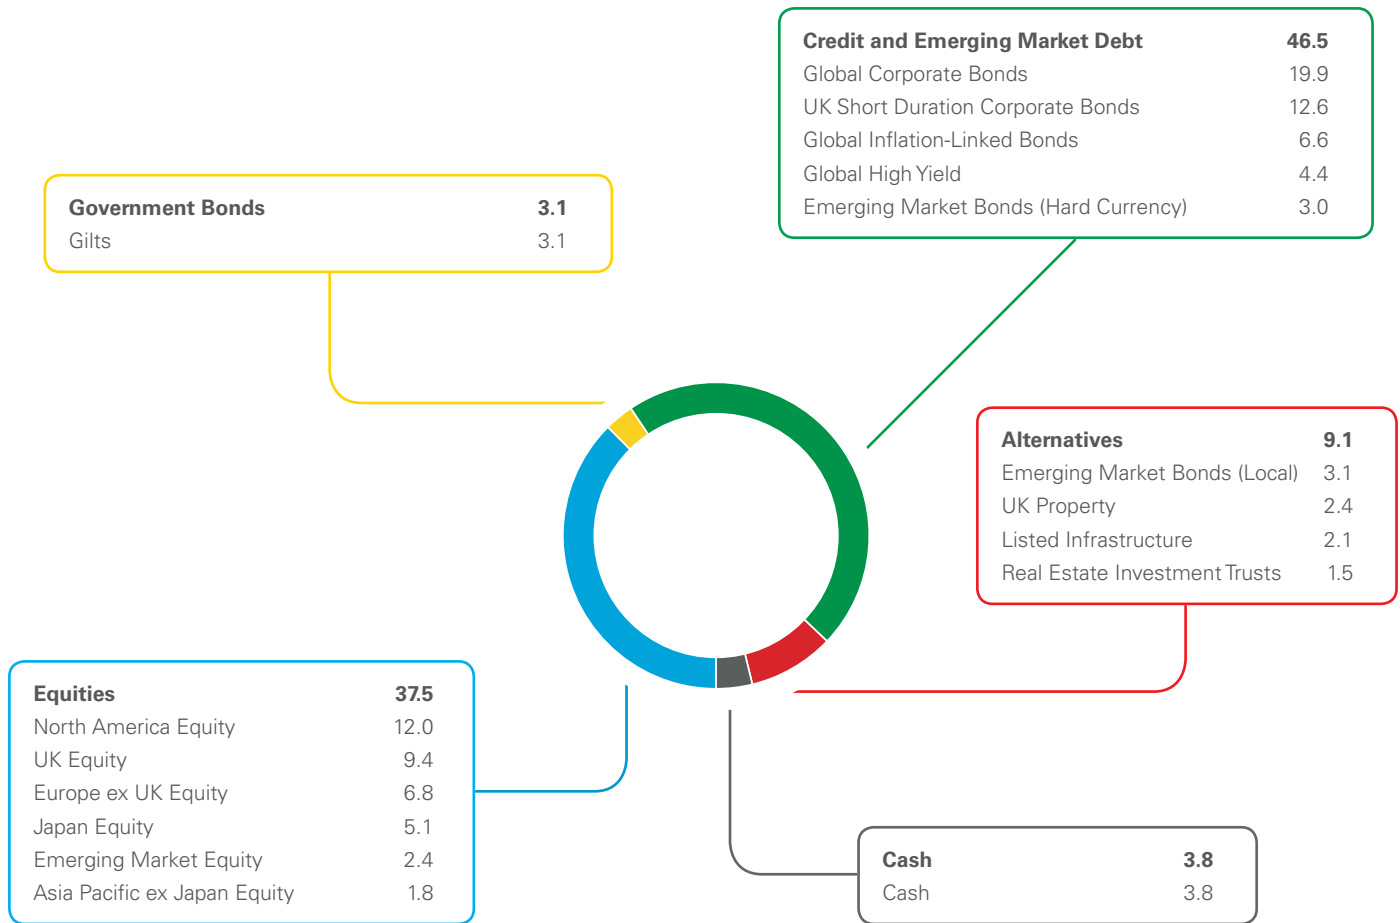 Credit and Emerging Market Debt 46.5
Global Corporate Bonds 19.9
UK Short Duration Corporate Bonds 12.6
Global Inflation-Linked Bonds 6.6
Global High Yield 4.4
Emerging Market Bonds (Hard Currency) 3.0
Government Bonds 3.1
Gilts 3.1
Alternatives 9.1
Emerging Market Bonds (Local) 3.1
UK Property 2.4
Listed Infrastructure 2.1
Real Estate Investment Trusts 1.5
Equities 37.5
North America Equity 12.0
UK Equity 9.4
Europe ex UK Equity 6.8
Japan Equity 5.1
Emerging Market Equity 2.4
Asia Pacific ex Japan Equity 1.8
Cash 3.8
Cash 3.8